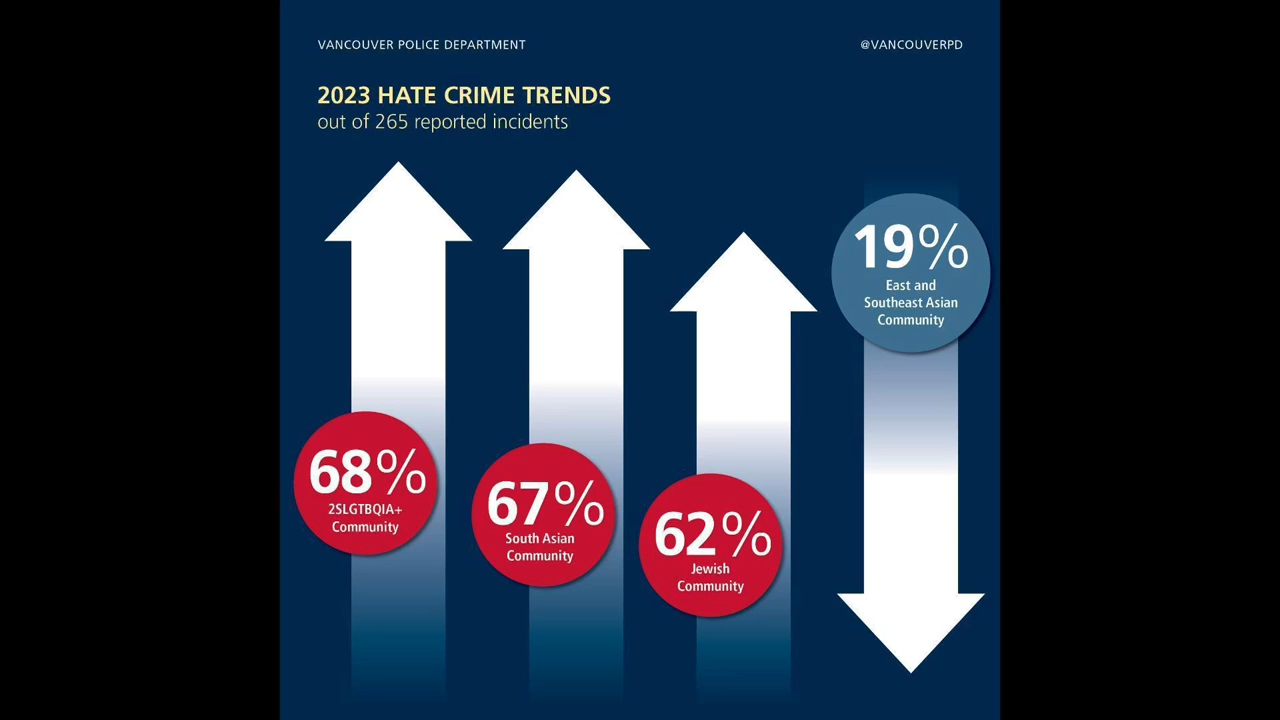 VANCOUVER POLICE DEPARTMENT
@VANCOUVERPD
2023 HATE CRIME TRENDS
out of 265 reported incidents
68%
2SLGTBQIA+
Community
67%
South Asian
Community
62%
Jewish
Community
19%
East and
Southeast Asian
Community